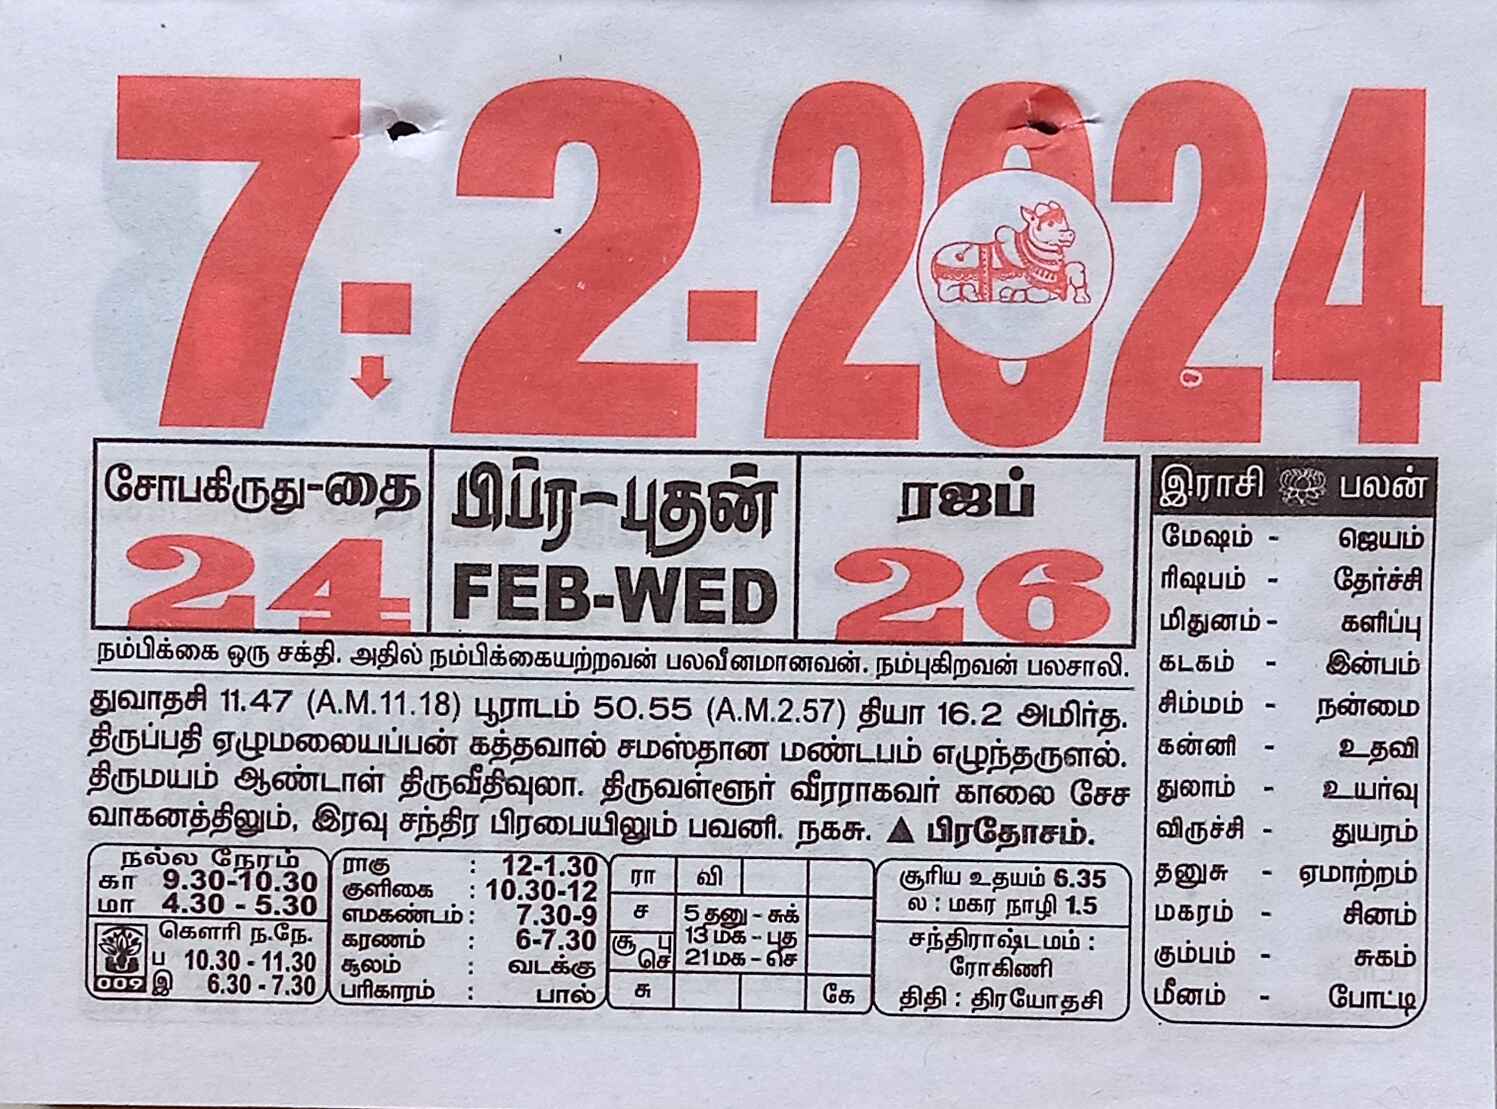 7-2-2024
சோபகிருது-தை
24
பிப்ர-புதன்
FEB-WED
ரஜப்
26
நம்பிக்கை ஒரு சக்தி. அதில் நம்பிக்கையற்றவன் பலவீனமானவன். நம்புகிறவன் பலசாலி.
துவாதசி 11.47 (A.M.11.18) பூராடம் 50.55 (A.M.2.57) தியா 16.2 அமிர்த.
திருப்பதி ஏழுமலையப்பன் கத்தவால் சமஸ்தான மண்டபம் எழுந்தருளல்.
திருமயம் ஆண்டாள் திருவீதிவுலா. திருவள்ளூர் வீரராகவர் காலை சேச
வாகனத்திலும், இரவு சந்திர பிரபையிலும் பவனி. நகசு. ▲ பிரதோசம்.
நல்ல நேரம்
கா 9.30-10.30
மா 4.30 - 5.30
கௌரி ந.நே.
ப 10.30 - 11.30
இ 6.30 - 7.30
009
ராகு : 12-1.30
குளிகை : 10.30-12
எமகண்டம் : 7.30-9
கரணம் : 6-7.30
சூலம் : வடக்கு
பரிகாரம் : பால்
ரா வி
ச 5 தனு - சுக்
13 மக - புத
சூ பு 21 மக - செ
செ
சு கே
சூரிய உதயம் 6.35
ல : மகர நாழி 1.5
சந்திராஷ்டமம் :
ரோகிணி
திதி : திரயோதசி
இராசி பலன்
மேஷம் - ஜெயம்
ரிஷபம் - தேர்ச்சி
மிதுனம் - களிப்பு
கடகம் - இன்பம்
சிம்மம் - நன்மை
கன்னி - உதவி
துலாம் - உயர்வு
விருச்சி - துயரம்
தனுசு - ஏமாற்றம்
மகரம் - சினம்
கும்பம் - சுகம்
மீனம் - போட்டி